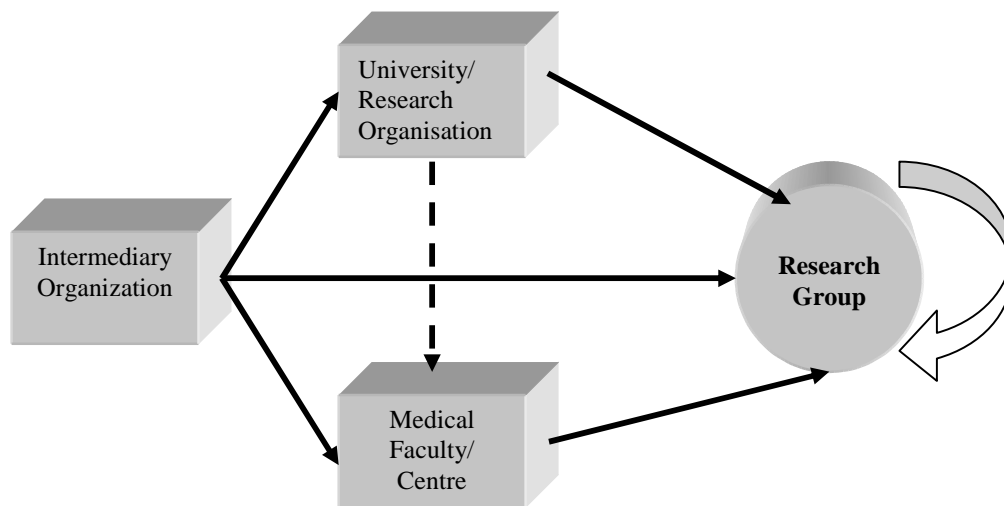 University/
Research
Organisation
Intermediary
Organization
Research
Group
Medical
Faculty/
Centre